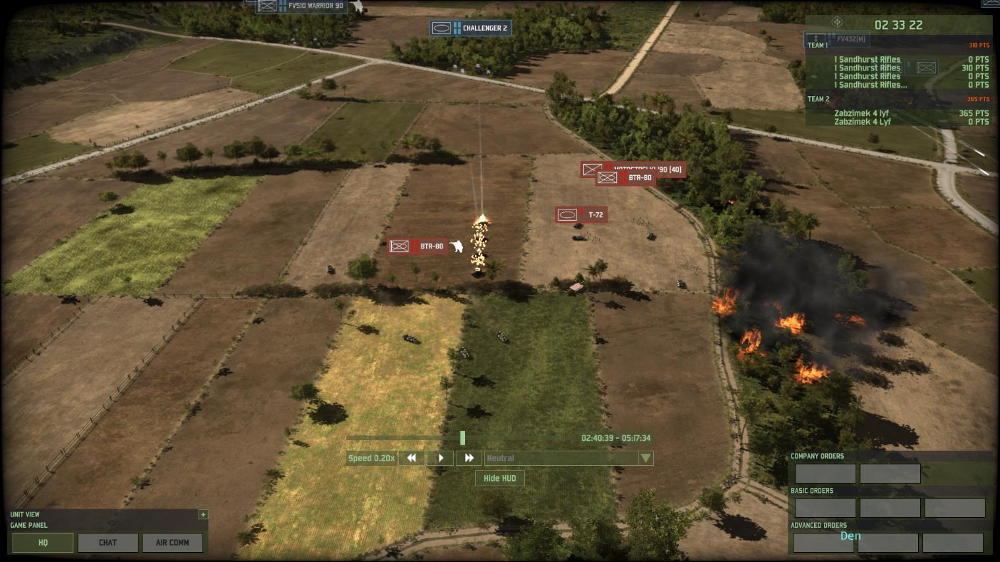 FV510 WARRIOR 90
CHALLENGER 2
02 33 22
FV432(M)
TEAM 1 310 PTS
1 Sandhurst Rifles 0 PTS
1 Sandhurst Rifles 310 PTS
1 Sandhurst Rifles 0 PTS
1 Sandhurst Rifles... 0 PTS
TEAM 2 365 PTS
Zabzimek 4 lyf 365 PTS
Zabzimek 4 Lyf 0 PTS
MOTOSTRELKI '90 (40)
BTR-80
T-72
BTR-80
02:40:39 - 05:17:34
Speed 0.20x Neutral
Hide HUD
UNIT VIEW +
GAME PANEL
HQ CHAT AIR COMM
COMPANY ORDERS
BASIC ORDERS
ADVANCED ORDERS
Den